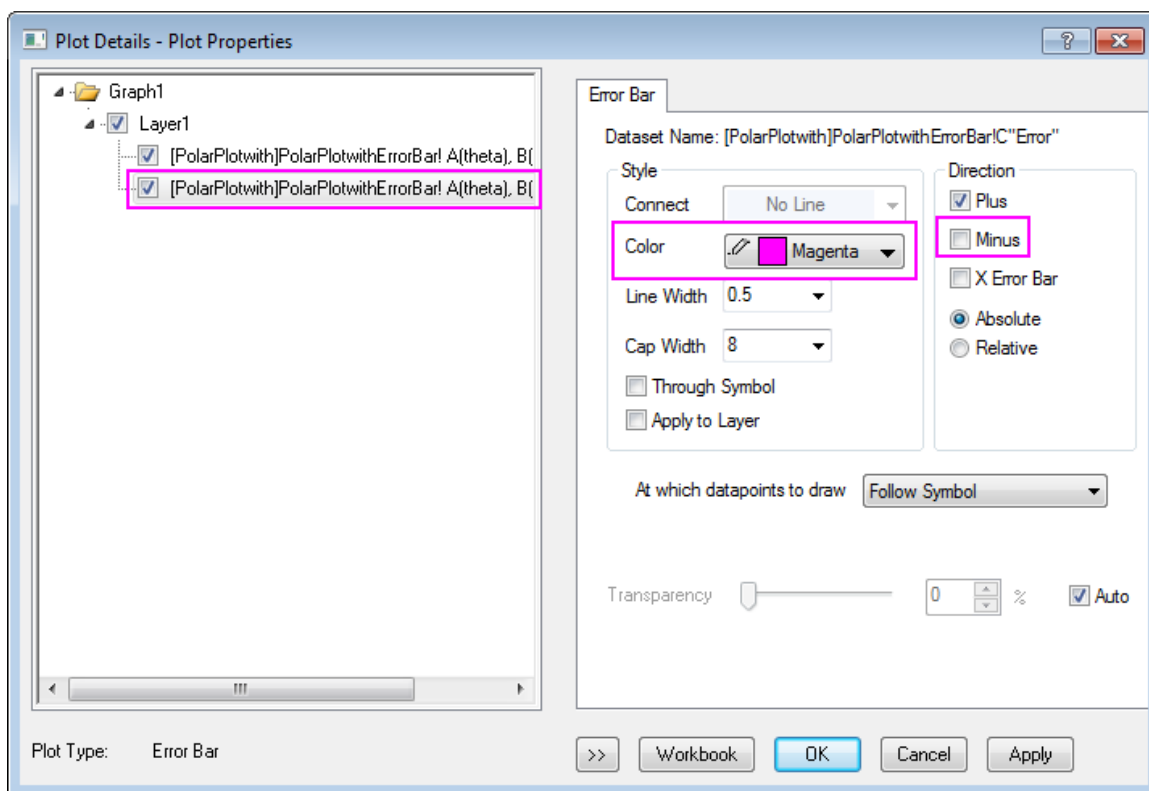 Plot Details - Plot Properties
Graph1
Layer1
[PolarPlotwith]PolarPlotwithErrorBar! A(theta), B(
[PolarPlotwith]PolarPlotwithErrorBar! A(theta), B(
Error Bar
Dataset Name: [PolarPlotwith]PolarPlotwithErrorBar!C"Error"
Style
Connect No Line
Color Magenta
Line Width 0.5
Cap Width 8
Through Symbol
Apply to Layer
Direction
Plus
Minus
X Error Bar
Absolute
Relative
At which datapoints to draw Follow Symbol
Transparency 0 % Auto
Plot Type: Error Bar
>> Workbook OK Cancel Apply